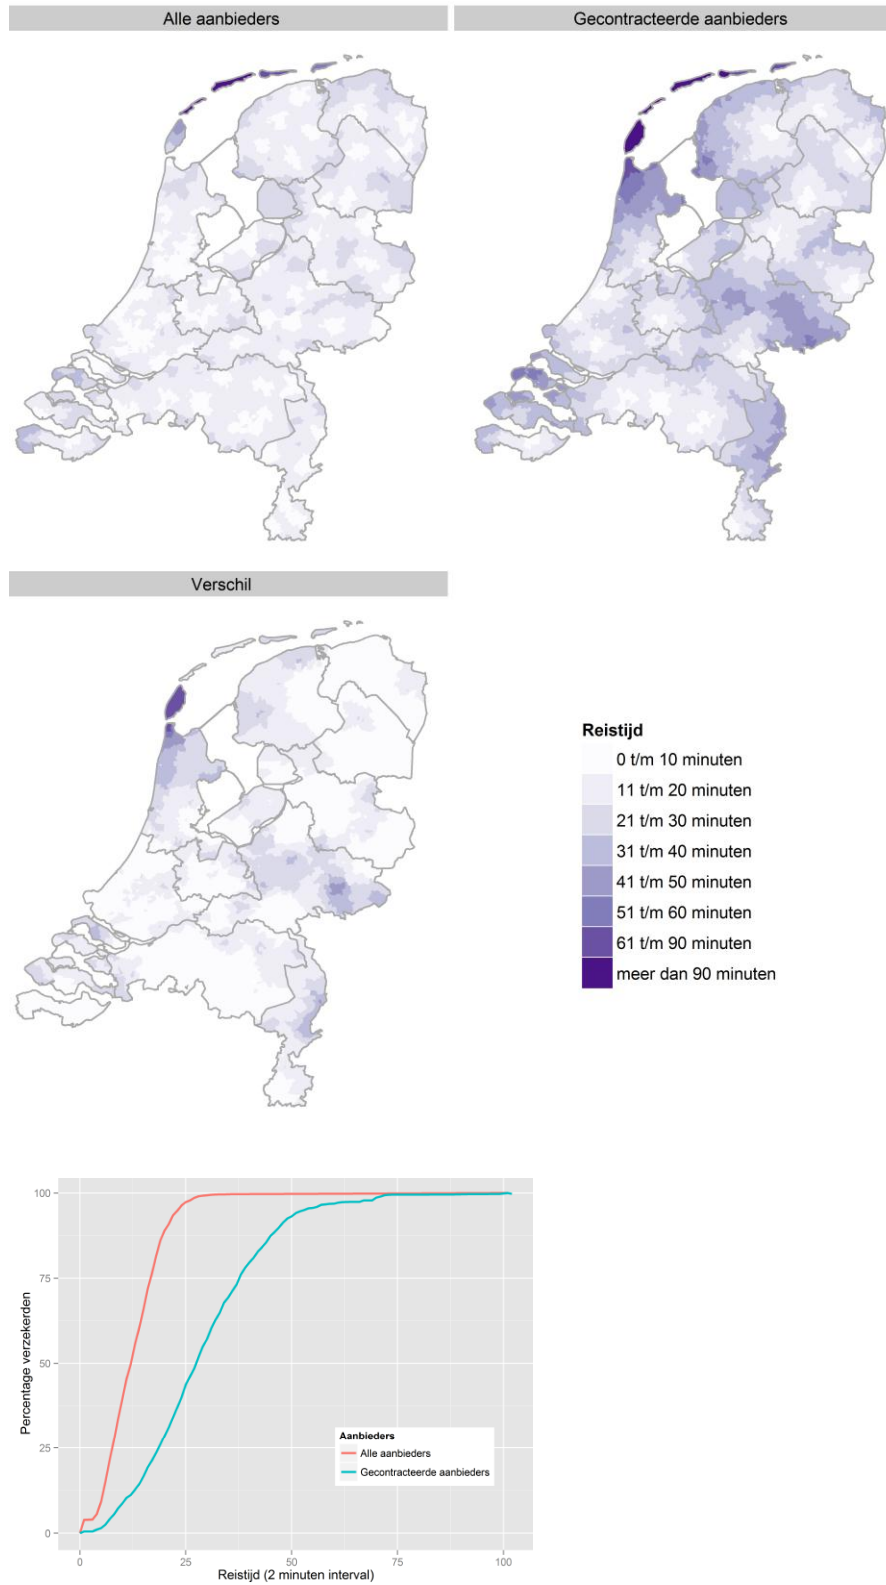 Alle aanbieders
Gecontracteerde aanbieders
Verschil
Reistijd
0 t/m 10 minuten
11 t/m 20 minuten
21 t/m 30 minuten
31 t/m 40 minuten
41 t/m 50 minuten
51 t/m 60 minuten
61 t/m 90 minuten
meer dan 90 minuten
Percentage verzekerden
100
75
50
25
0
Aanbieders
Alle aanbieders
Gecontracteerde aanbieders
0
25
50
75
100
Reistijd (2 minuten interval)